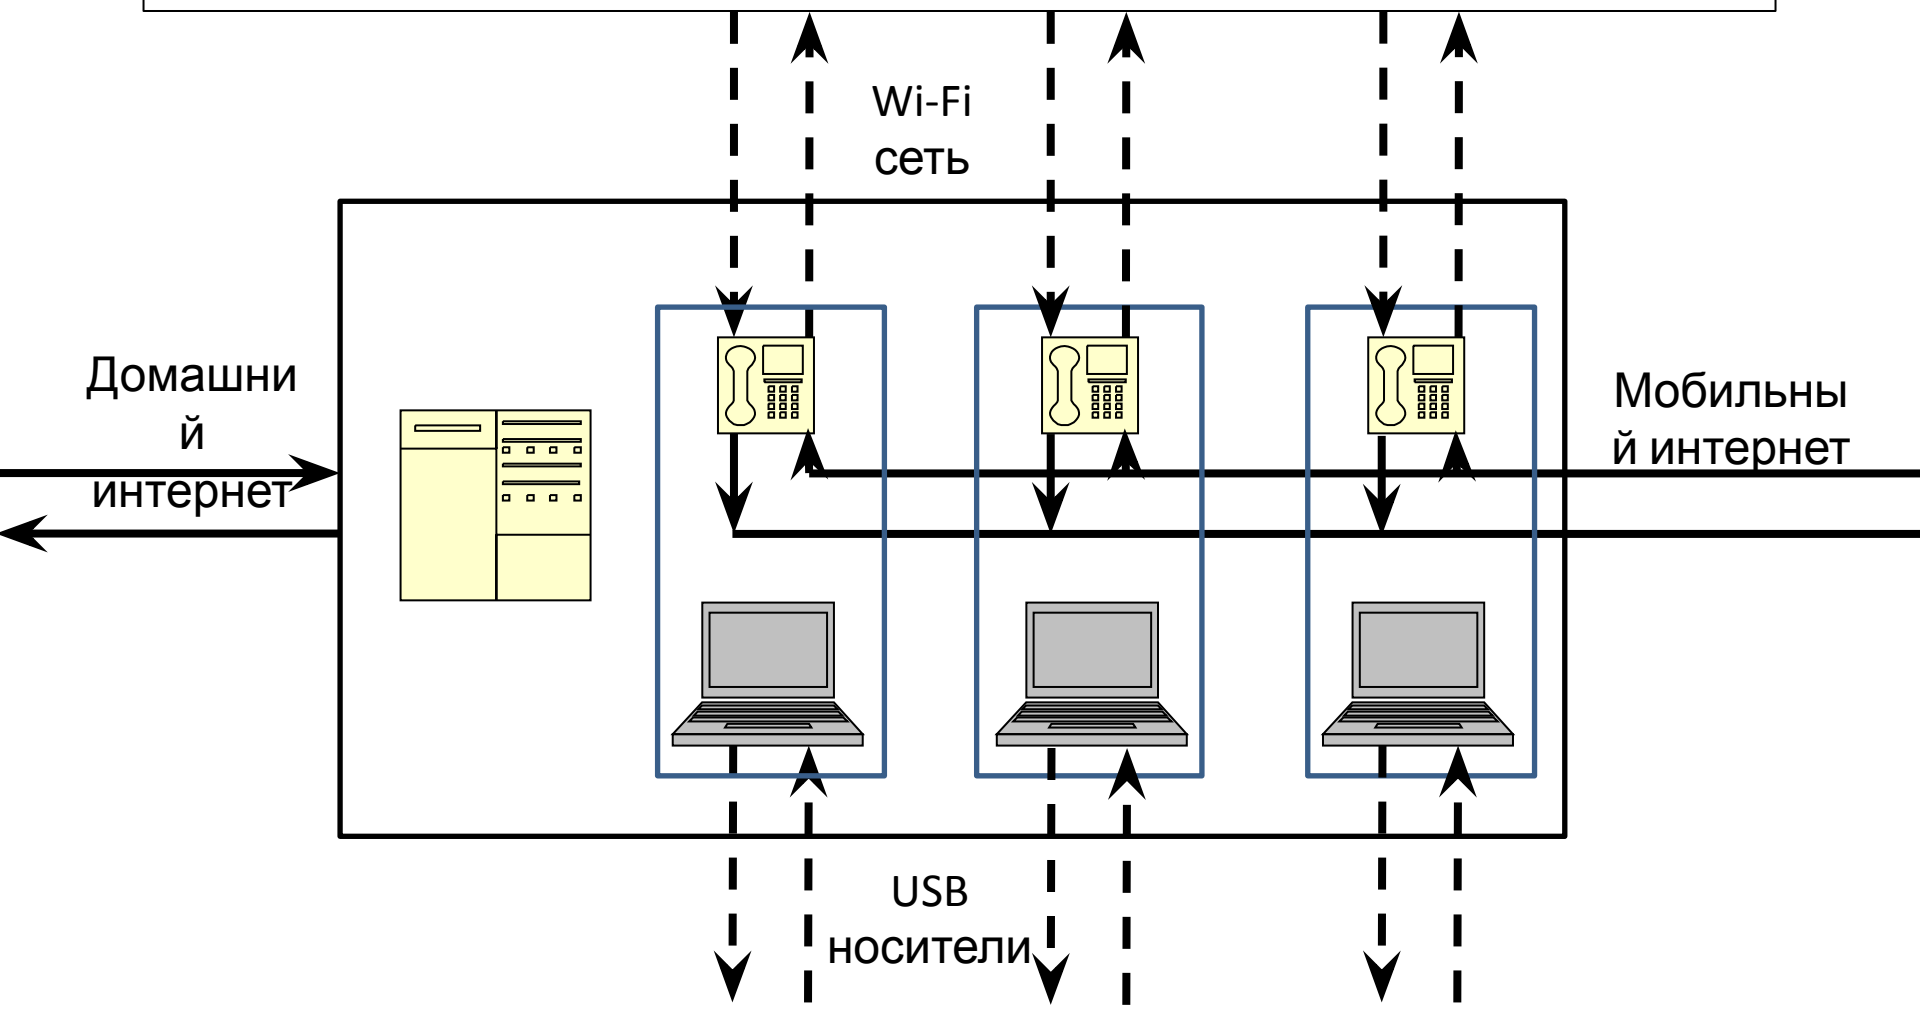 Wi-Fi
сеть
Домашни
й
интернет
Мобильны
й интернет
USB
носители